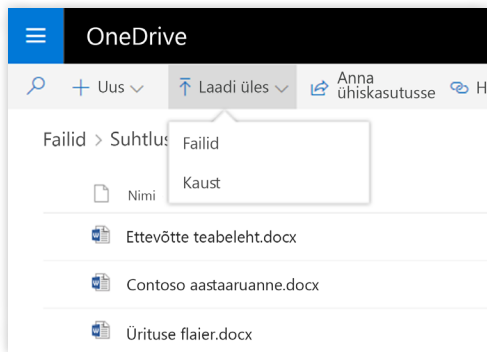 OneDrive
Uus
Laadi üles
Anna
ühiskasutusse
Failid > Suhtlus
Failid
Kaust
Nimi
Ettevõtte teabeleht.docx
Contoso aastaaruanne.docx
Ürituse flaier.docx